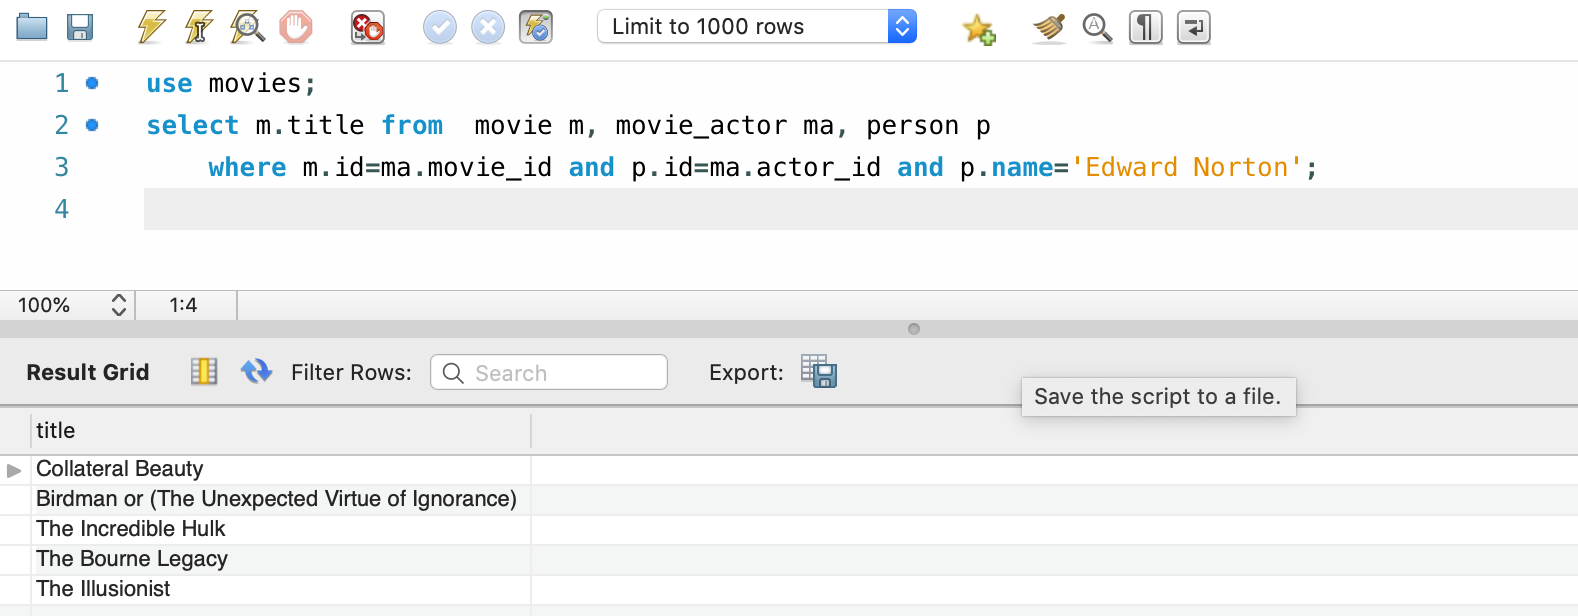 Limit to 1000 rows
1 use movies;
2 select m.title from  movie m, movie_actor ma, person p
3     where m.id=ma.movie_id and p.id=ma.actor_id and p.name='Edward Norton';
4
100% 1:4
Result Grid Filter Rows: Search Export:
Save the script to a file.
title
Collateral Beauty
Birdman or (The Unexpected Virtue of Ignorance)
The Incredible Hulk
The Bourne Legacy
The Illusionist